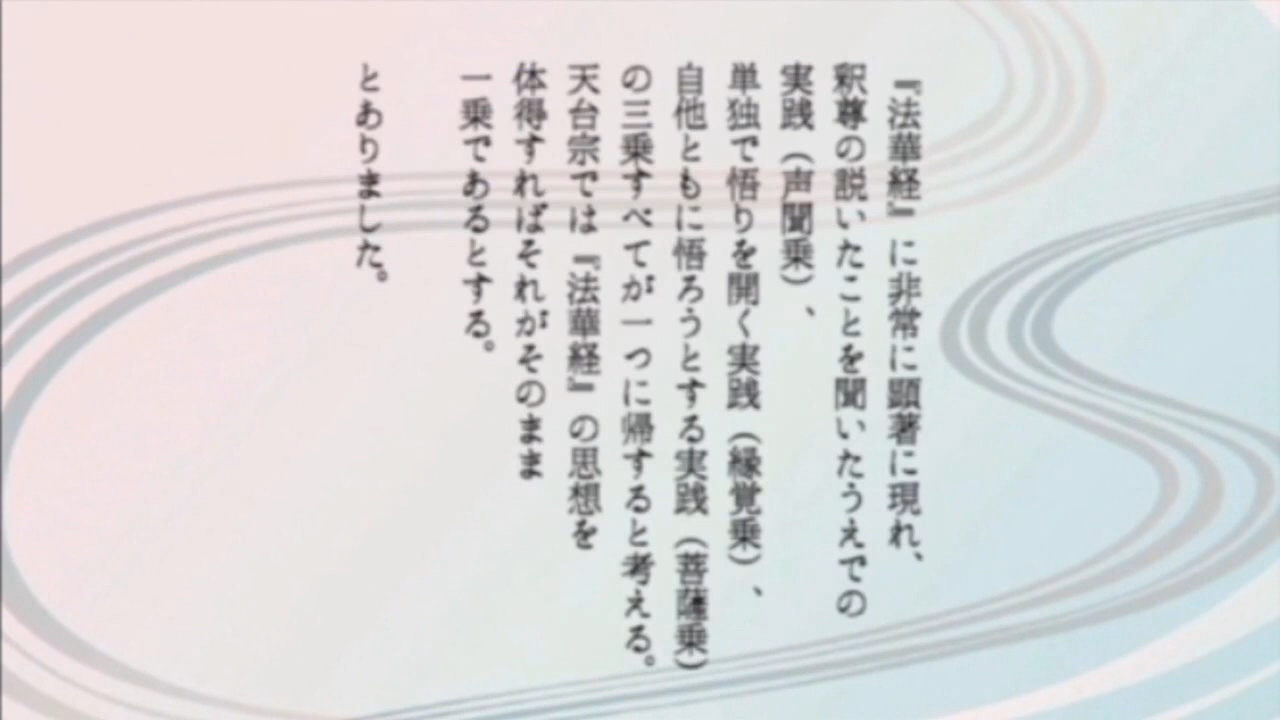 『法華経』に非常に顕著に現れ、
釈尊の説いたことを聞いたうえでの
実践（声聞乗）、
単独で悟りを開く実践（縁覚乗）、
自他ともに悟ろうとする実践（菩薩乗）
の三乗すべてが一つに帰すると考える。
天台宗では『法華経』の思想を
体得すればそれがそのまま
一乗であるとする。
とありました。